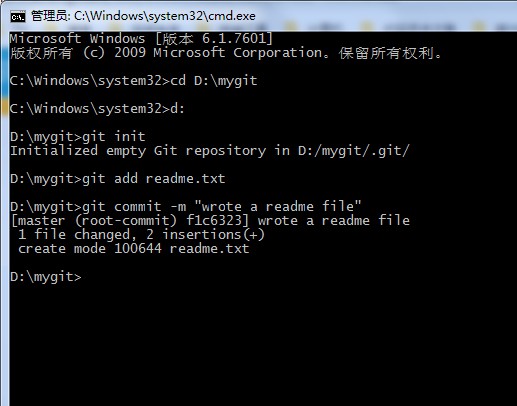 管理员: C:\Windows\system32\cmd.exe
Microsoft Windows [版本 6.1.7601]
版权所有 (c) 2009 Microsoft Corporation。保留所有权利。
C:\Windows\system32>cd D:\mygit
C:\Windows\system32>d:
D:\mygit>git init
Initialized empty Git repository in D:/mygit/.git/
D:\mygit>git add readme.txt
D:\mygit>git commit -m "wrote a readme file"
[master (root-commit) f1c6323] wrote a readme file
1 file changed, 2 insertions(+)
create mode 100644 readme.txt
D:\mygit>